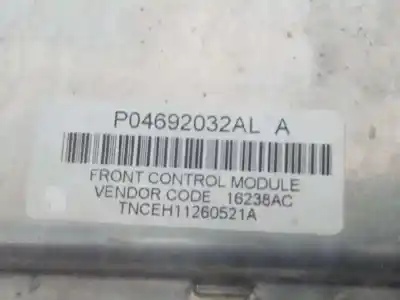 P04692032AL A
FRONT CONTROL MODULE
VENDOR CODE 16238AC
TNCEH11260521A